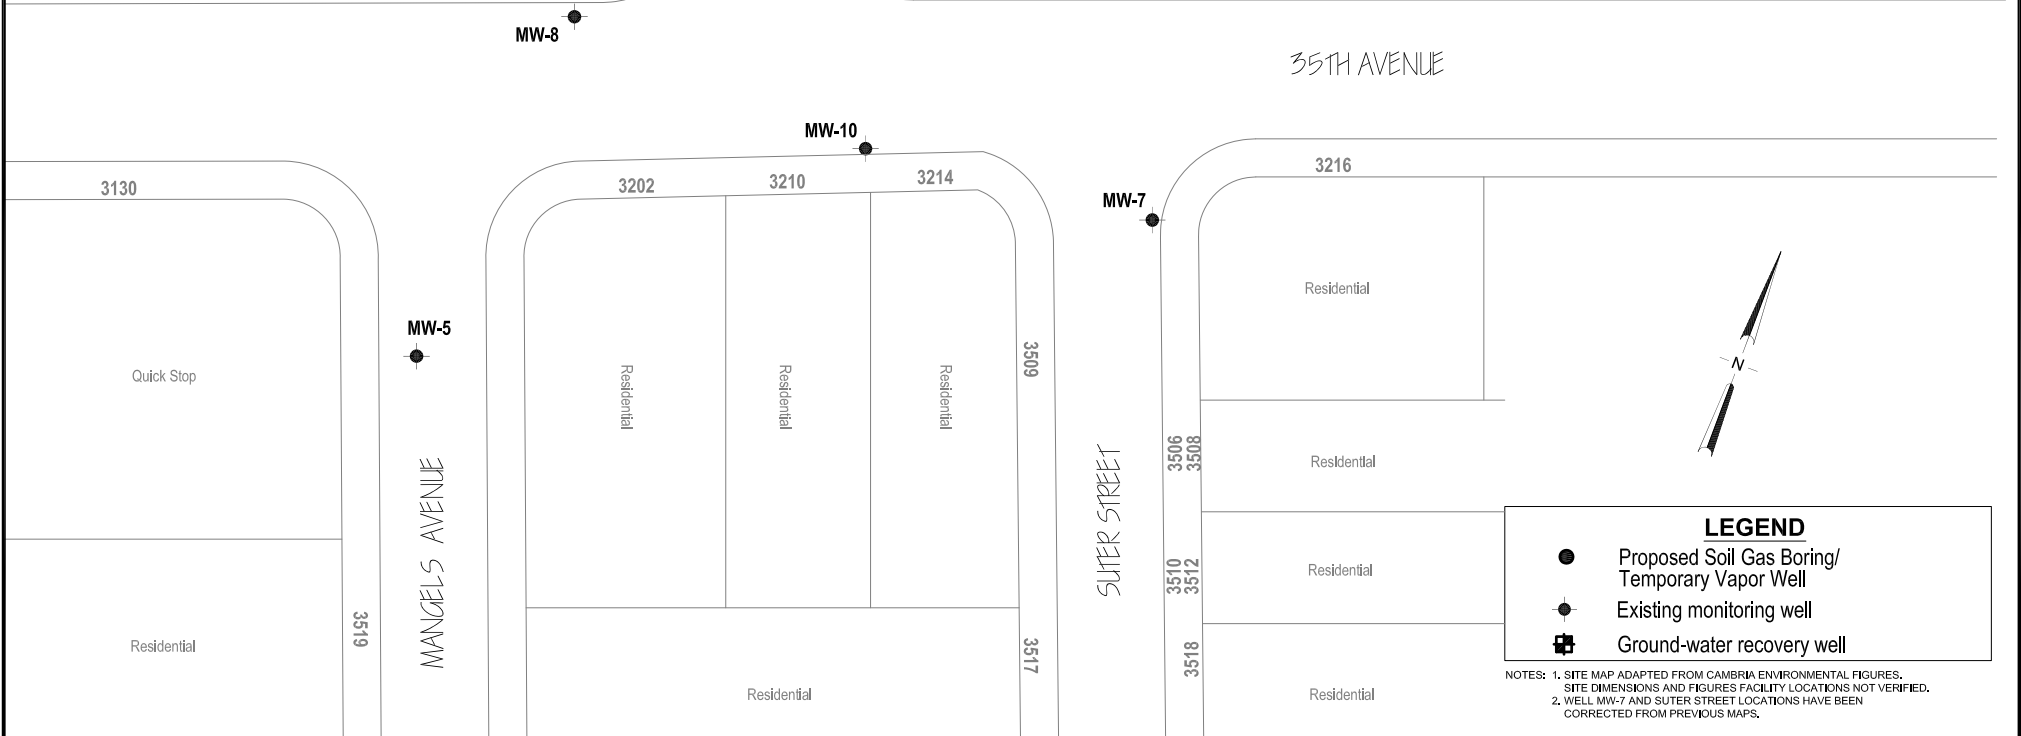 MW-8
35TH AVENUE
MW-10
3130
3202
3210
3214
MW-7
3216
Residential
MW-5
Quick Stop
Residential
Residential
Residential
3509
N
MANGELS AVENUE
SUTER STREET
3506
3508
Residential
3510
3512
Residential
3519
Residential
3517
3518
Residential
Residential
LEGEND
Proposed Soil Gas Boring/
Temporary Vapor Well
Existing monitoring well
Ground-water recovery well
NOTES: 1. SITE MAP ADAPTED FROM CAMBRIA ENVIRONMENTAL FIGURES.
SITE DIMENSIONS AND FIGURES FACILITY LOCATIONS NOT VERIFIED.
2. WELL MW-7 AND SUTER STREET LOCATIONS HAVE BEEN
CORRECTED FROM PREVIOUS MAPS.